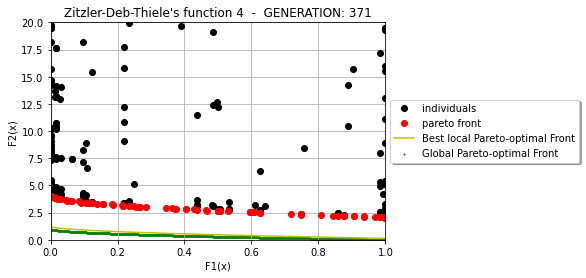 Zitzler-Deb-Thiele's function 4 - GENERATION: 371
20.0
17.5
15.0
12.5
10.0
7.5
5.0
2.5
0.0
F2(x)
0.0 0.2 0.4 0.6 0.8 1.0
F1(x)
individuals
pareto front
Best local Pareto-optimal Front
Global Pareto-optimal Front